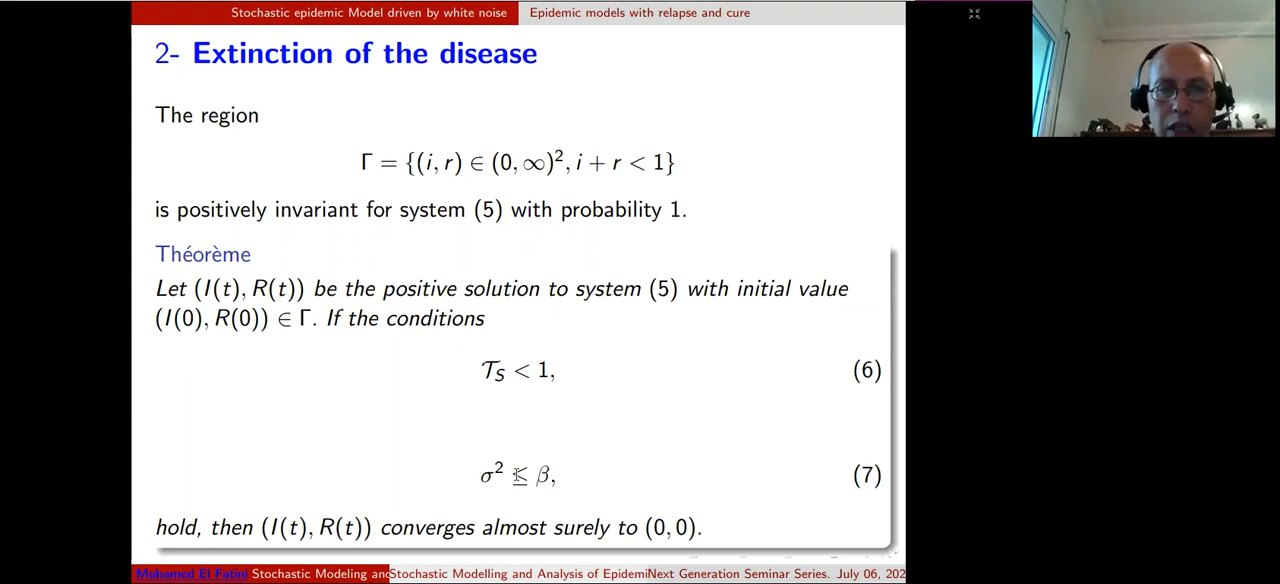 Stochastic epidemic Model driven by white noise Epidemic models with relapse and cure
2- Extinction of the disease
The region
Γ = {(i, r) ∈ (0, ∞)², i + r < 1}
is positively invariant for system (5) with probability 1.
Théorème
Let (I(t), R(t)) be the positive solution to system (5) with initial value
(I(0), R(0)) ∈ Γ. If the conditions
𝒯_S < 1, (6)
σ² ≤ β, (7)
hold, then (I(t), R(t)) converges almost surely to (0, 0).
Mohamed El Fatini Stochastic Modeling and Stochastic Modelling and Analysis of Epidemi Next Generation Seminar Series. July 06, 202